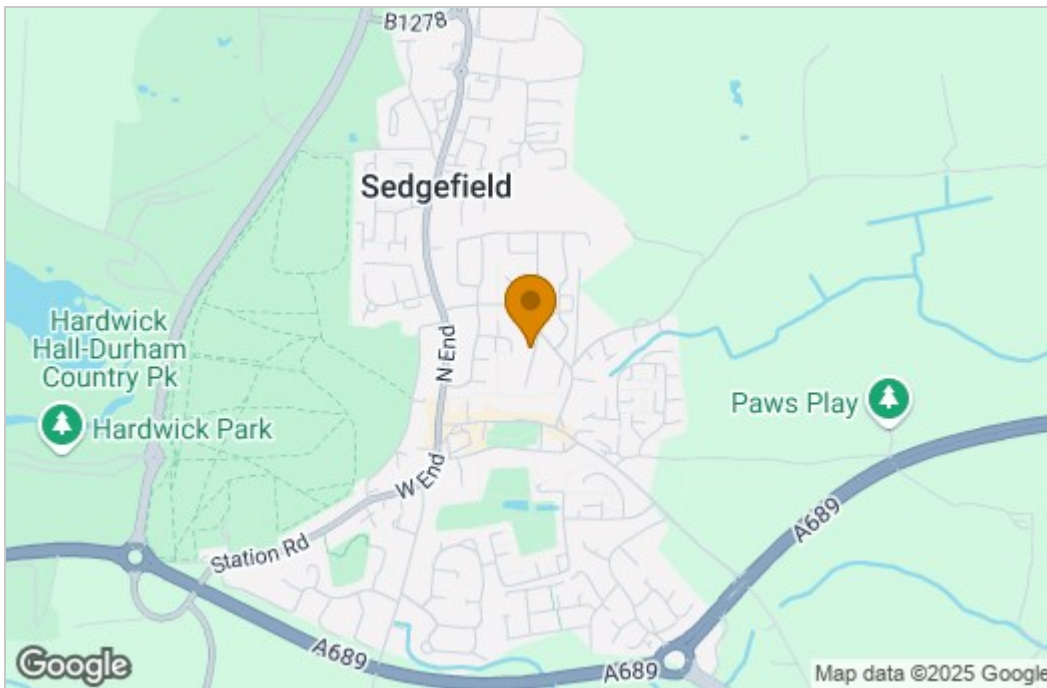 B1278
Sedgefield
Hardwick
Hall-Durham
Country Pk
N End
Paws Play
Hardwick Park
W End
A689
Station Rd
A689
A689
Google
Map data ©2025 Google